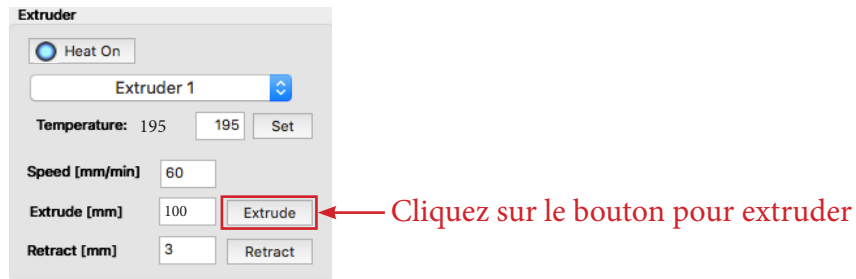 Extruder
Heat On
Extruder 1
Temperature: 195 195 Set
Speed [mm/min] 60
Extrude [mm] 100 Extrude Cliquez sur le bouton pour extruder
Retract [mm] 3 Retract